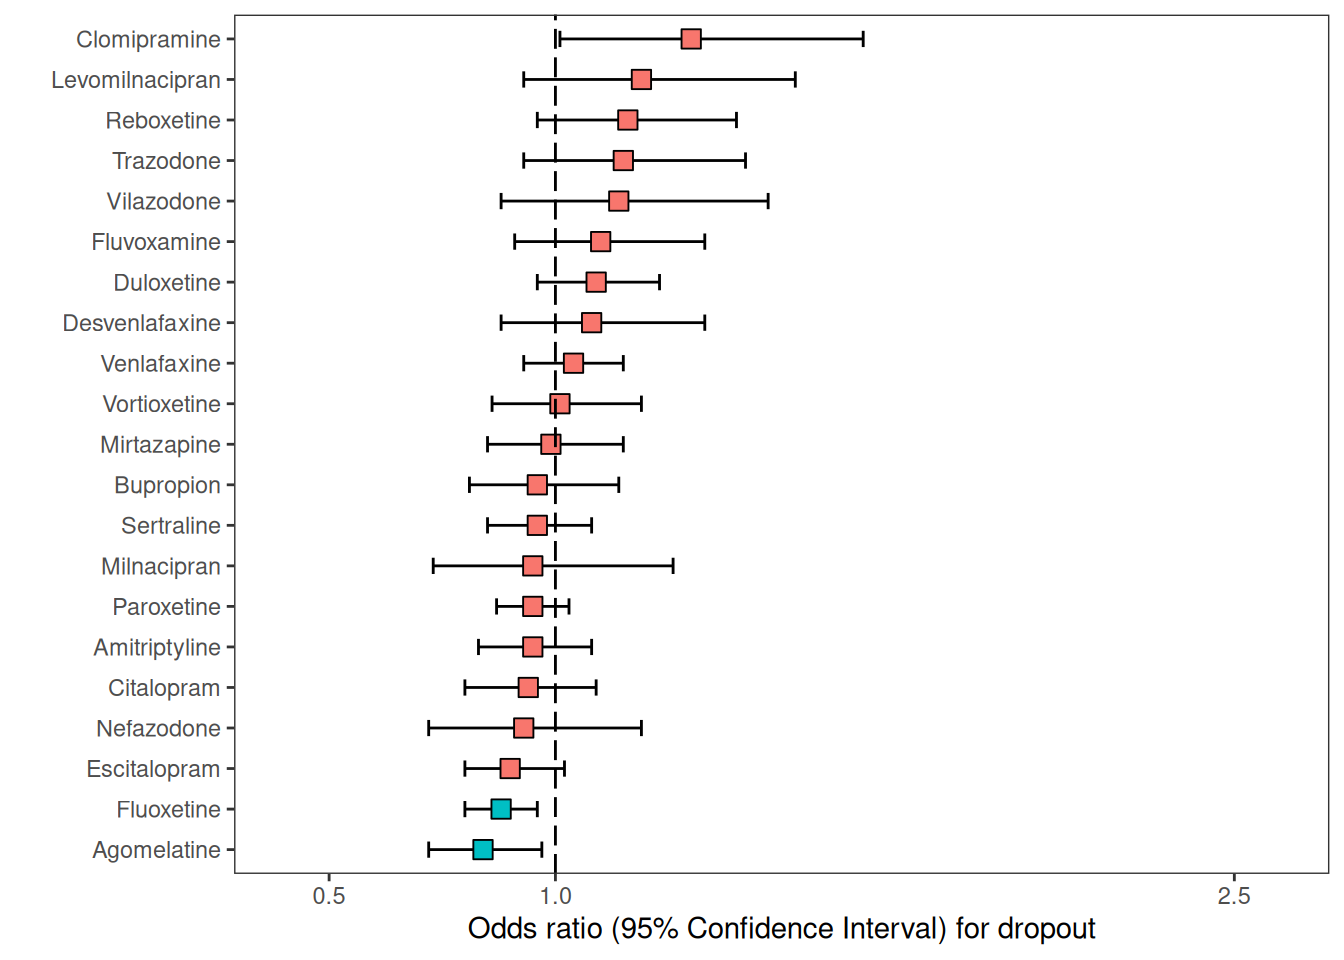 Clomipramine
Levomilnacipran
Reboxetine
Trazodone
Vilazodone
Fluvoxamine
Duloxetine
Desvenlafaxine
Venlafaxine
Vortioxetine
Mirtazapine
Bupropion
Sertraline
Milnacipran
Paroxetine
Amitriptyline
Citalopram
Nefazodone
Escitalopram
Fluoxetine
Agomelatine
0.5 1.0 2.5
Odds ratio (95% Confidence Interval) for dropout